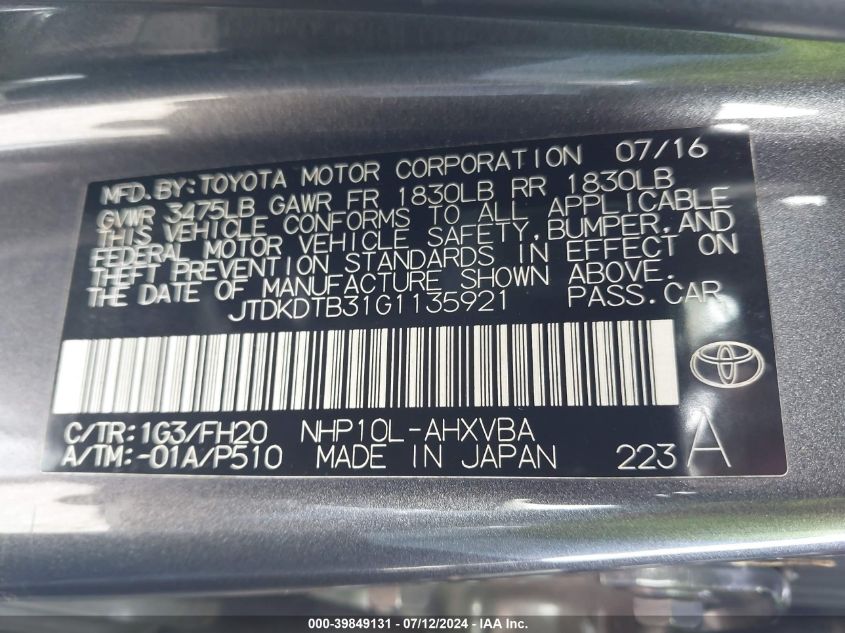 MFD. BY: TOYOTA MOTOR CORPORATION 07/16
GVWR 3475LB GAWR FR 1830LB RR 1830LB
THIS VEHICLE CONFORMS TO ALL APPLICABLE
FEDERAL MOTOR VEHICLE SAFETY, BUMPER, AND
THEFT PREVENTION STANDARDS IN EFFECT ON
THE DATE OF MANUFACTURE SHOWN ABOVE.
JTDKDTB31G1135921 PASS. CAR
C/TR: 1G3/FH20 NHP10L-AHXVBA
A/TM: -01A/P510 MADE IN JAPAN 223 A
000-39849131 - 07/12/2024 - IAA Inc.